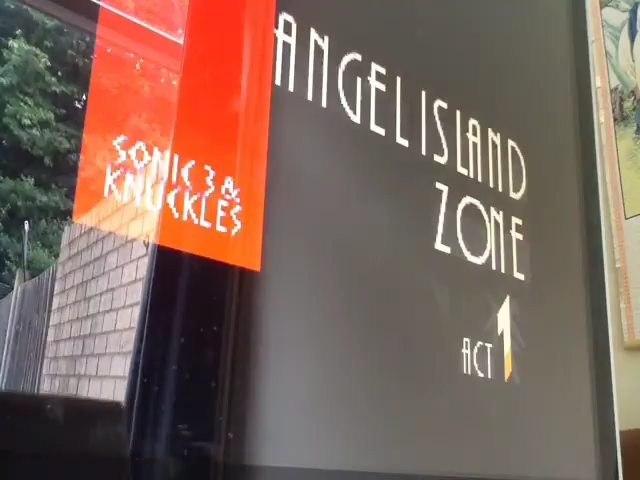 SONIC 3 &
KNUCKLES
ANGEL ISLAND
ZONE
ACT 1